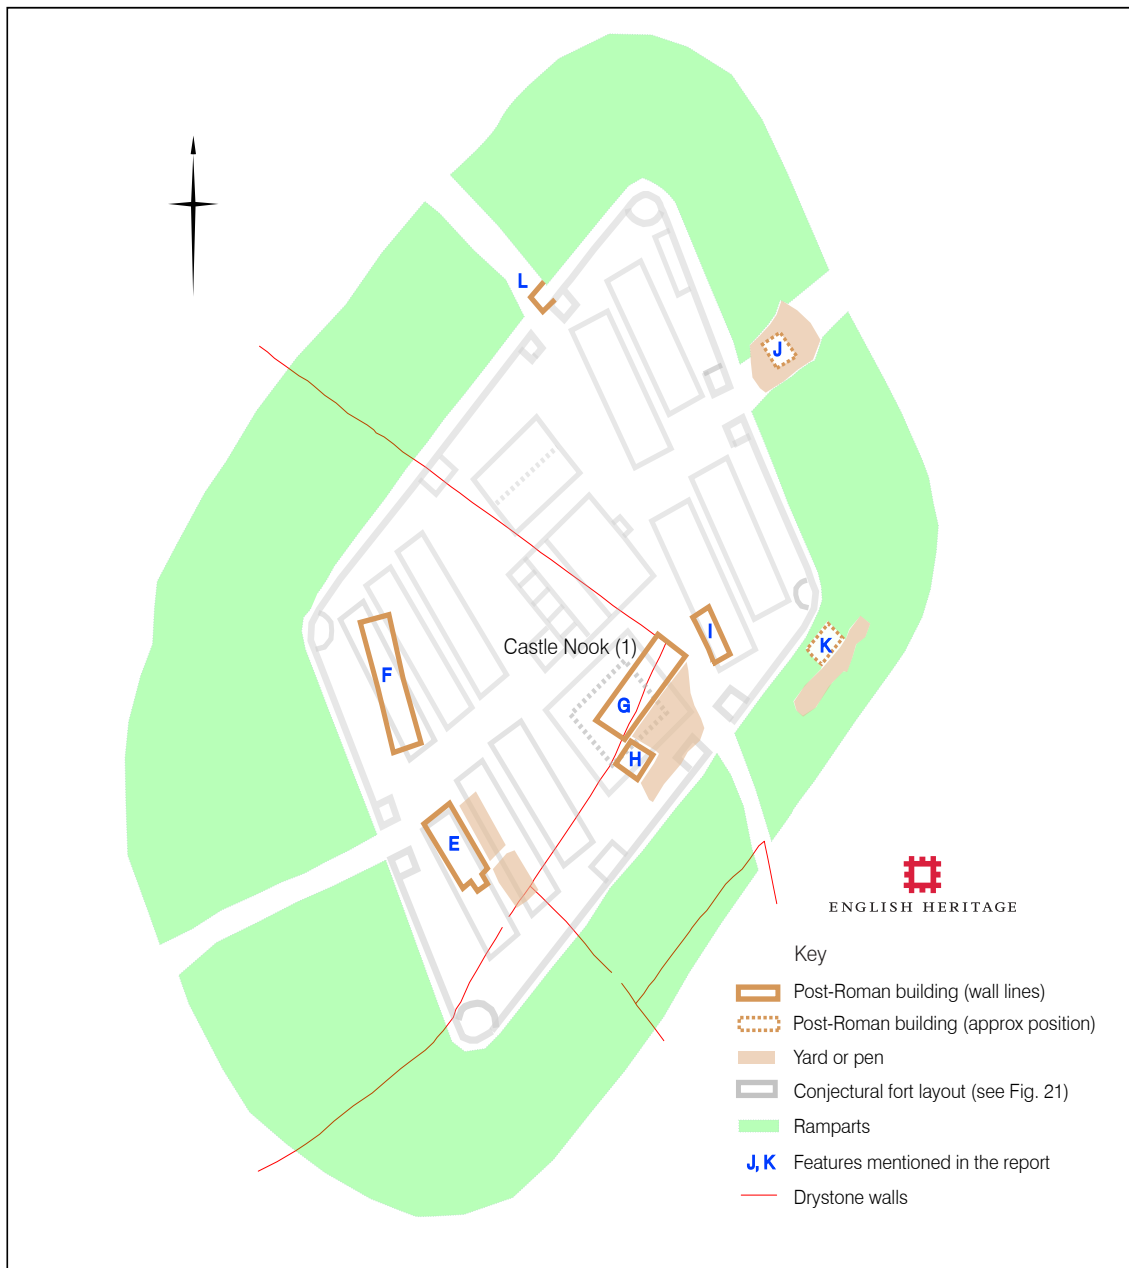 L
J
I
K
Castle Nook (1)
F
G
H
E
ENGLISH HERITAGE
Key
Post-Roman building (wall lines)
Post-Roman building (approx position)
Yard or pen
Conjectural fort layout (see Fig. 21)
Ramparts
J, K Features mentioned in the report
Drystone walls